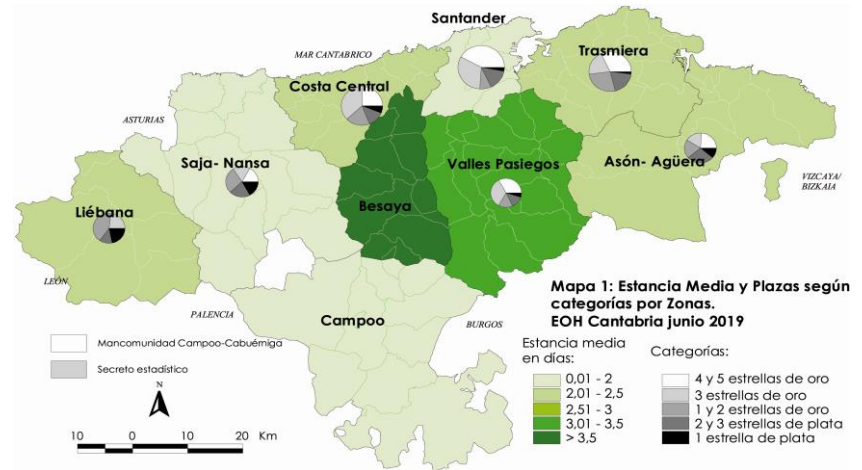 Santander
MAR CANTABRICO
Trasmiera
Costa Central
ASTURIAS
Saja- Nansa
Valles Pasiegos
Asón- Agüera
VIZCAYA/
BIZKAIA
Besaya
Liébana
LEÓN
PALENCIA
Campoo
BURGOS
Mapa 1: Estancia Media y Plazas según
categorías por Zonas.
EOH Cantabria junio 2019
Mancomunidad Campoo-Cabuérniga
Secreto estadístico
N
10 0 10 20 Km
Estancia media
en días:
0,01 - 2
2,01 - 2,5
2,51 - 3
3,01 - 3,5
> 3,5
Categorías:
4 y 5 estrellas de oro
3 estrellas de oro
1 y 2 estrellas de oro
2 y 3 estrellas de plata
1 estrella de plata